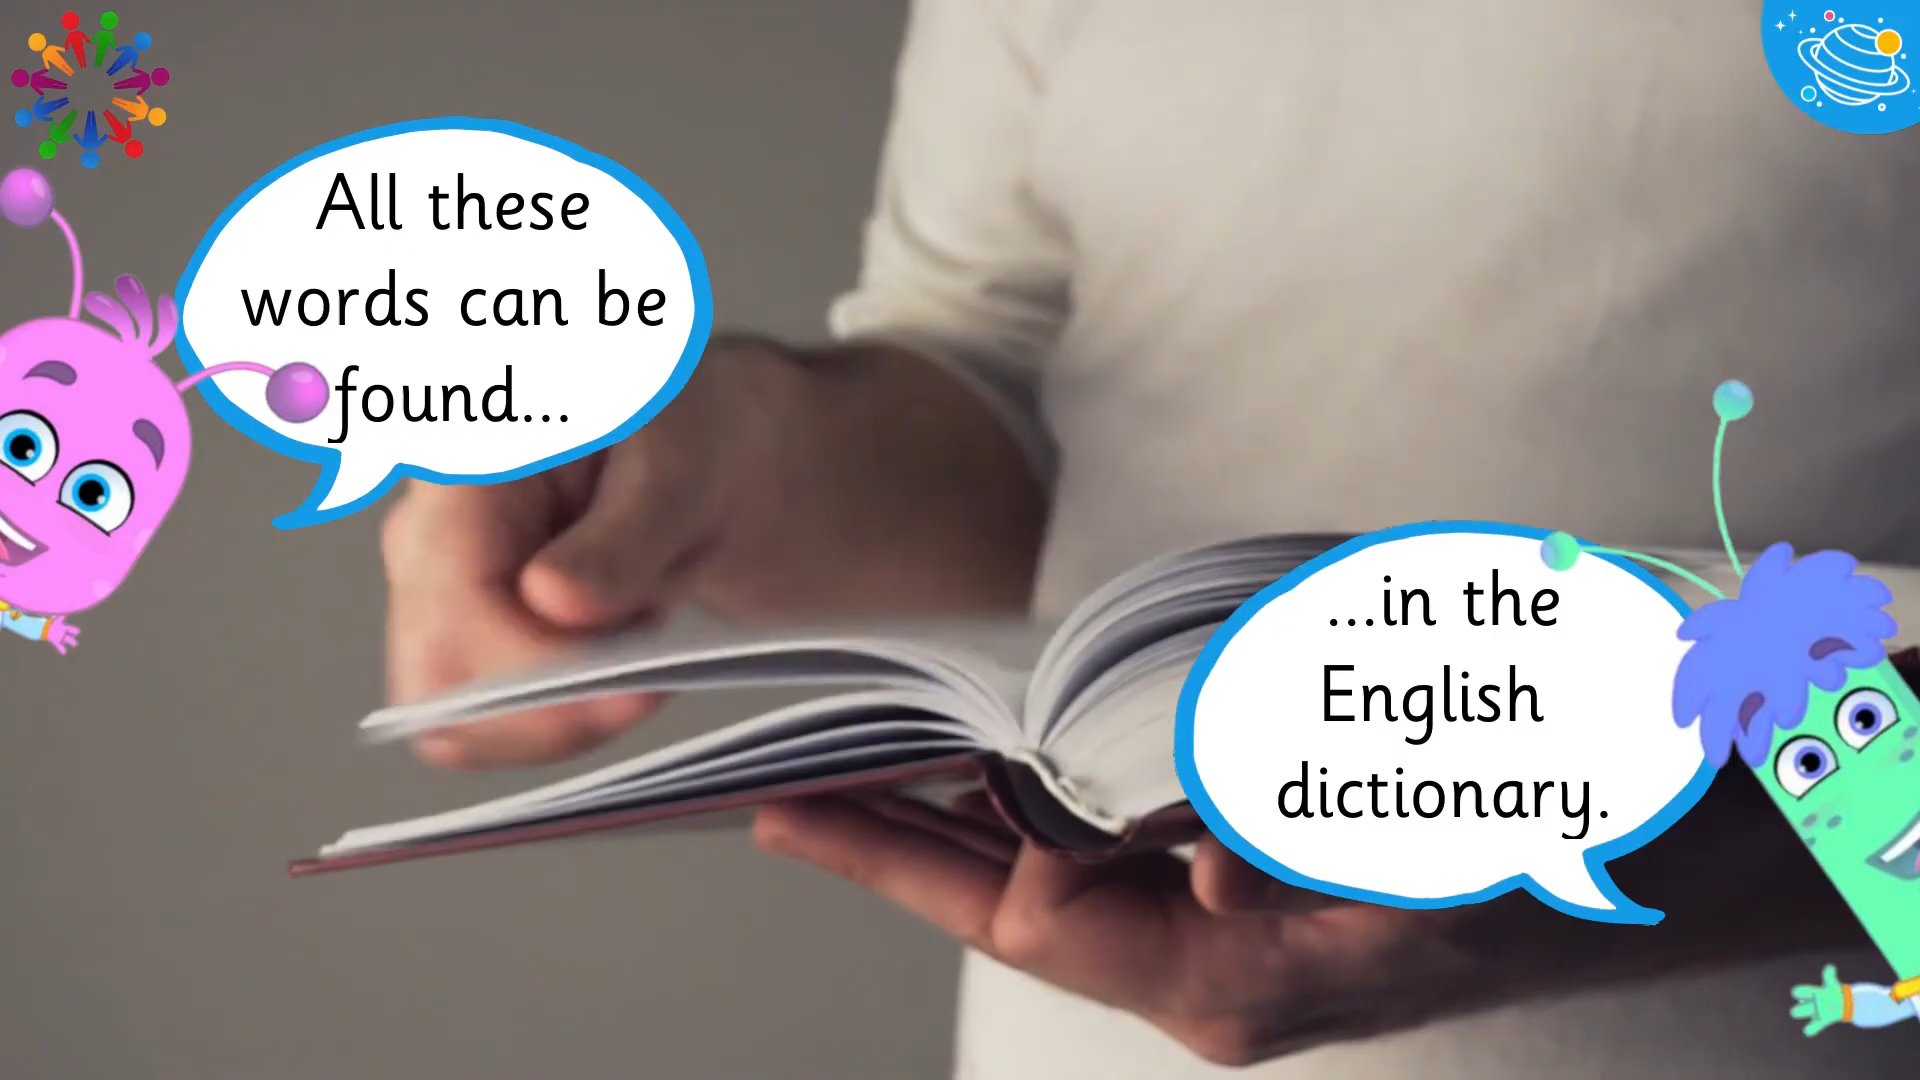 All these
words can be
found...
...in the
English
dictionary.